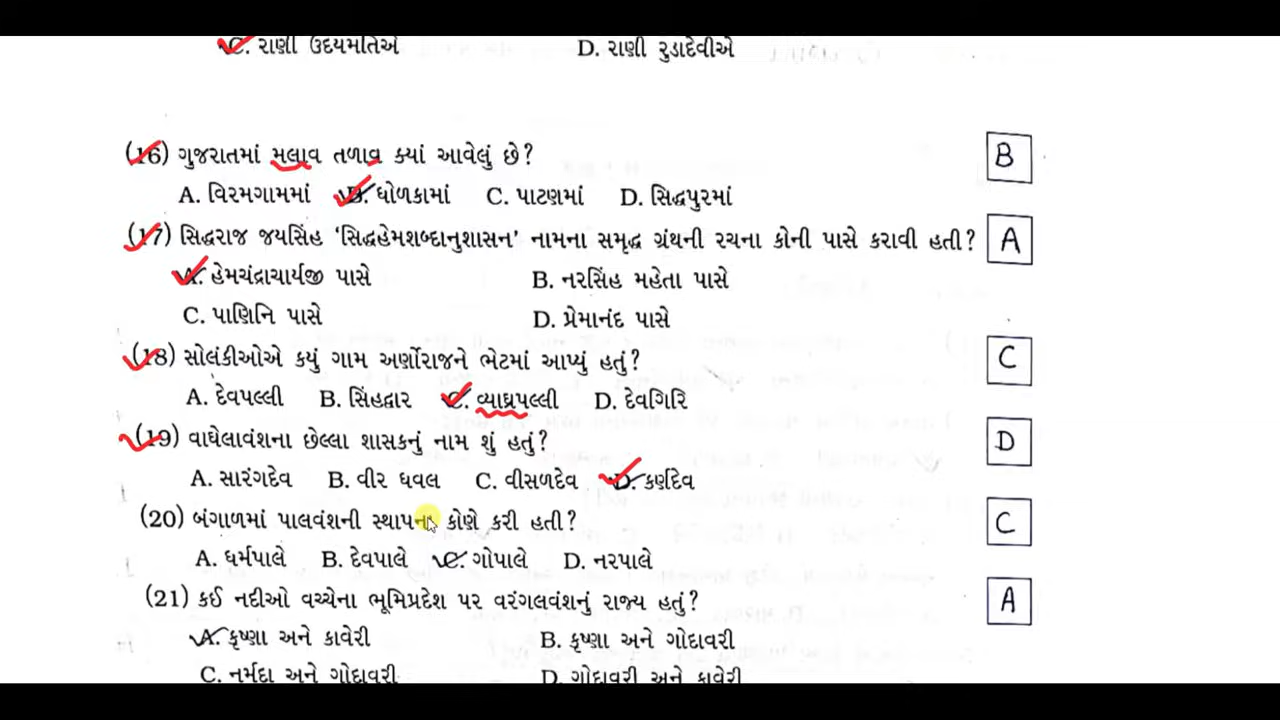 C. રાણી ઉદયમતિએ D. રાણી રુડાદેવીએ
(16) ગુજરાતમાં મલાવ તળાવ ક્યાં આવેલું છે? B
A. વિરમગામમાં B. ધોળકામાં C. પાટણમાં D. સિદ્ધપુરમાં
(17) સિદ્ધરાજ જયસિંહ ‘સિદ્ધહેમશબ્દાનુશાસન’ નામના સમૃદ્ધ ગ્રંથની રચના કોની પાસે કરાવી હતી? A
A. હેમચંદ્રાચાર્યજી પાસે B. નરસિંહ મહેતા પાસે
C. પાણિનિ પાસે D. પ્રેમાનંદ પાસે
(18) સોલંકીઓએ કયું ગામ અર્ણોરાજને ભેટમાં આપ્યું હતું? C
A. દેવપલ્લી B. સિંહદ્વાર C. વ્યાઘ્રપલ્લી D. દેવગિરિ
(19) વાઘેલાવંશના છેલ્લા શાસકનું નામ શું હતું? D
A. સારંગદેવ B. વીર ધવલ C. વીસળદેવ D. કર્ણદેવ
(20) બંગાળમાં પાલવંશની સ્થાપના કોણે કરી હતી? C
A. ધર્મપાલે B. દેવપાલે C. ગોપાલે D. નરપાલે
(21) કઈ નદીઓ વચ્ચેના ભૂમિપ્રદેશ પર વરંગલવંશનું રાજ્ય હતું? A
A. કૃષ્ણા અને કાવેરી B. કૃષ્ણા અને ગોદાવરી
C. નર્મદા અને ગોદાવરી D. ગોદાવરી અને કાવેરી